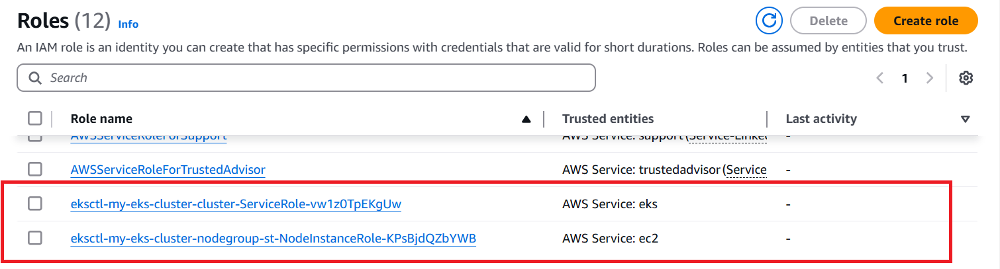 Roles (12) Info
Delete
Create role
An IAM role is an identity you can create that has specific permissions with credentials that are valid for short durations. Roles can be assumed by entities that you trust.
Search
1
Role name
Trusted entities
Last activity
AWSServiceRoleForSupport
AWS Service: support (Service-Linke
-
AWSServiceRoleForTrustedAdvisor
AWS Service: trustedadvisor (Service
-
eksctl-my-eks-cluster-cluster-ServiceRole-vw1z0TpEKgUw
AWS Service: eks
-
eksctl-my-eks-cluster-nodegroup-st-NodeInstanceRole-KPsBjdQZbYWB
AWS Service: ec2
-